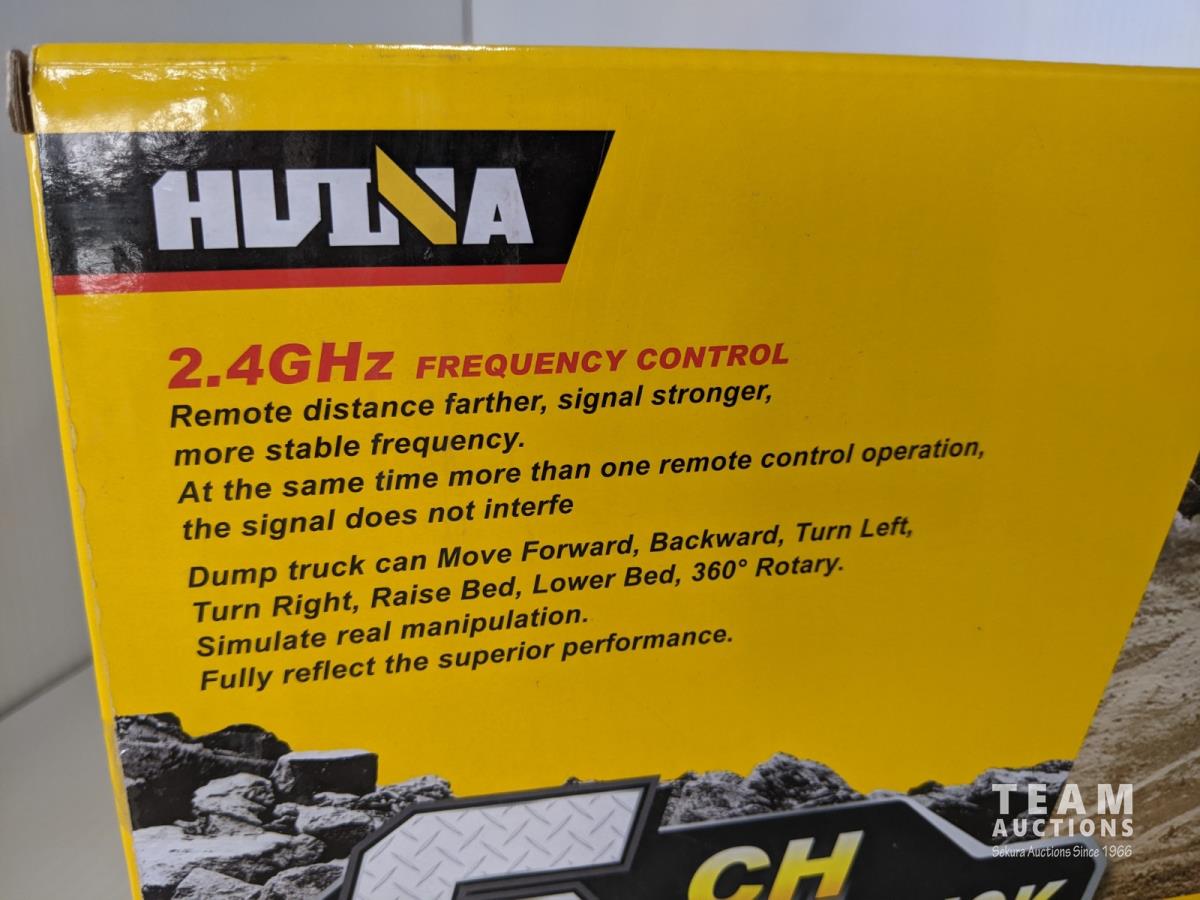 HUINA
2.4GHz FREQUENCY CONTROL
Remote distance farther, signal stronger,
more stable frequency.
At the same time more than one remote control operation,
the signal does not interfe
Dump truck can Move Forward, Backward, Turn Left,
Turn Right, Raise Bed, Lower Bed, 360° Rotary.
Simulate real manipulation.
Fully reflect the superior performance.
CH
TEAM
AUCTIONS
Sekura Auctions Since 1966